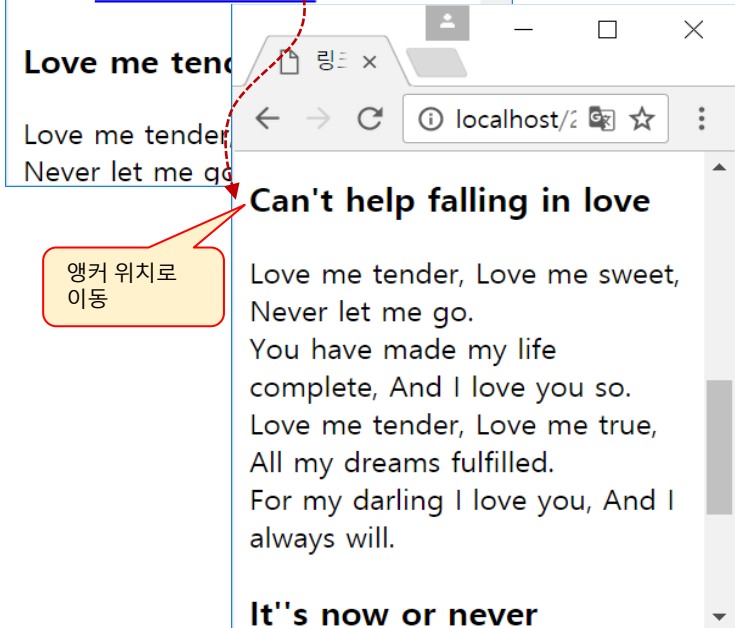 Love me
Love me tender,
Never let me
링크
localhost/2
Can't help falling in love
앵커 위치로
이동
Love me tender, Love me sweet,
Never let me go.
You have made my life
complete, And I love you so.
Love me tender, Love me true,
All my dreams fulfilled.
For my darling I love you, And I
always will.
It''s now or never